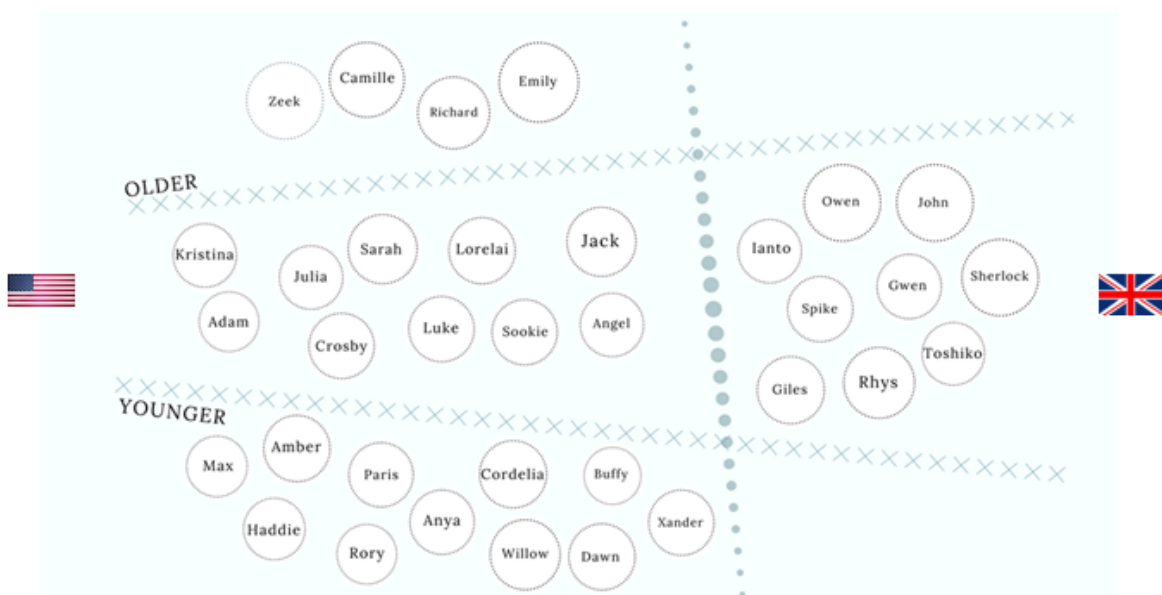 Zeek
Camille
Richard
Emily
OLDER
Kristina
Julia
Sarah
Lorelai
Jack
Adam
Crosby
Luke
Sookie
Angel
Owen
John
Ianto
Gwen
Sherlock
Spike
Toshiko
Giles
Rhys
YOUNGER
Max
Amber
Paris
Cordelia
Buffy
Haddie
Rory
Anya
Willow
Dawn
Xander